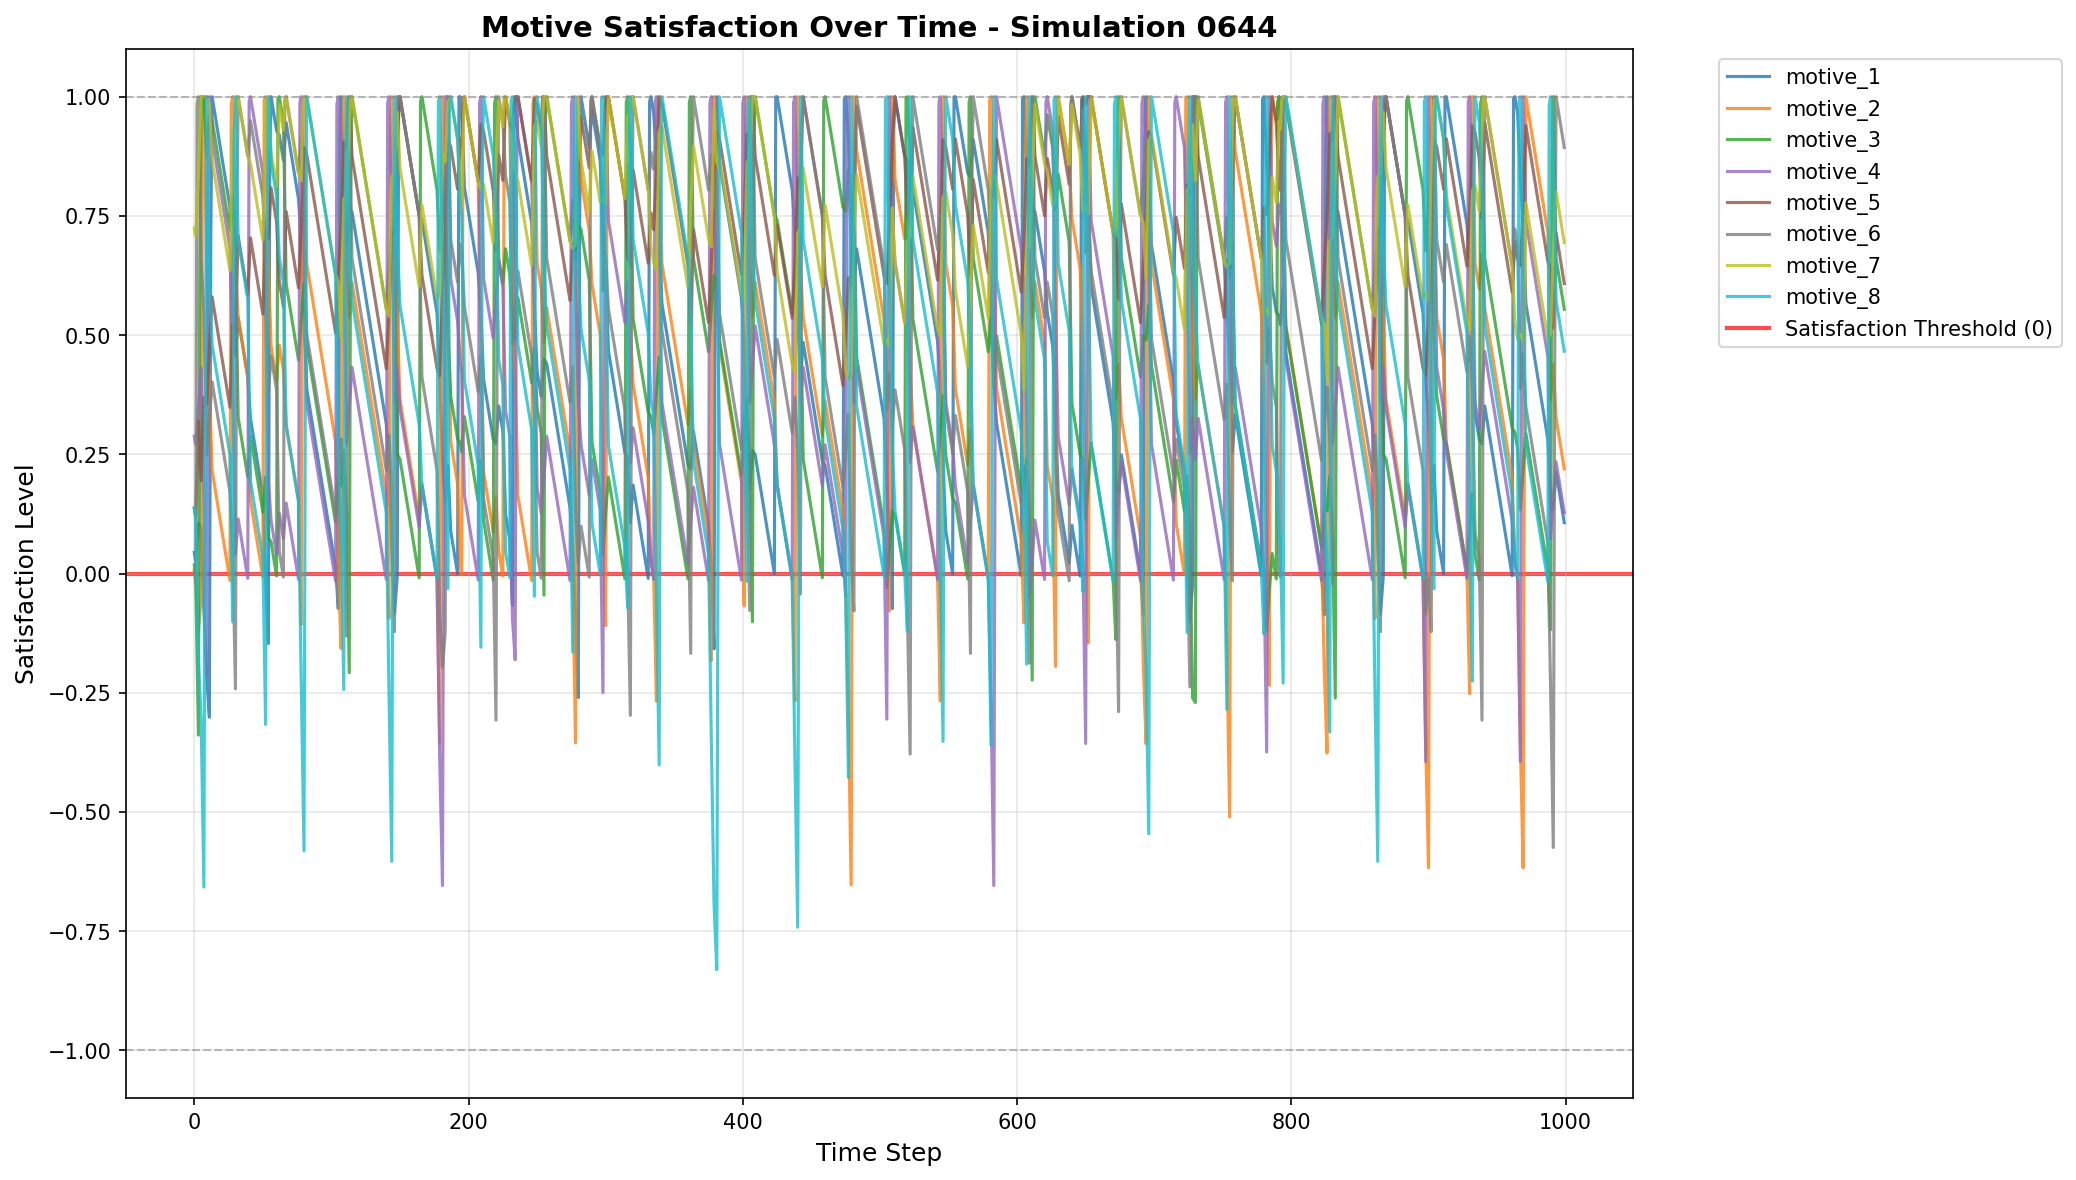 Motive Satisfaction Over Time - Simulation 0644
1.00
0.75
0.50
0.25
0.00
−0.25
−0.50
−0.75
−1.00
Satisfaction Level
0
200
400
600
800
1000
Time Step
motive_1
motive_2
motive_3
motive_4
motive_5
motive_6
motive_7
motive_8
Satisfaction Threshold (0)